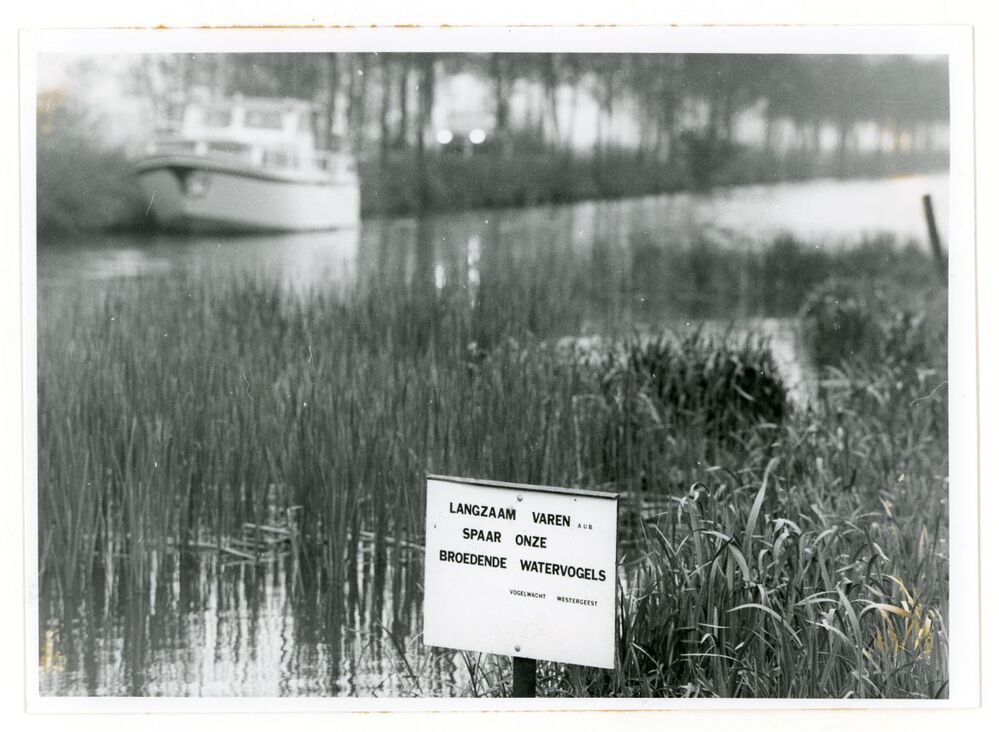 LANGZAAM VAREN A.U.B.
SPAAR ONZE
BROEDENDE WATERVOGELS
VOGELWACHT WESTERGEEST